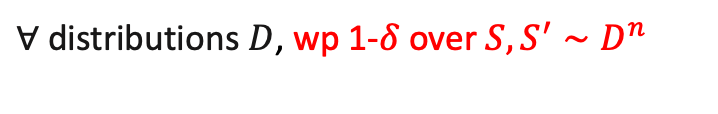 ∀ distributions D, wp 1-δ over S, S′ ~ Dⁿ